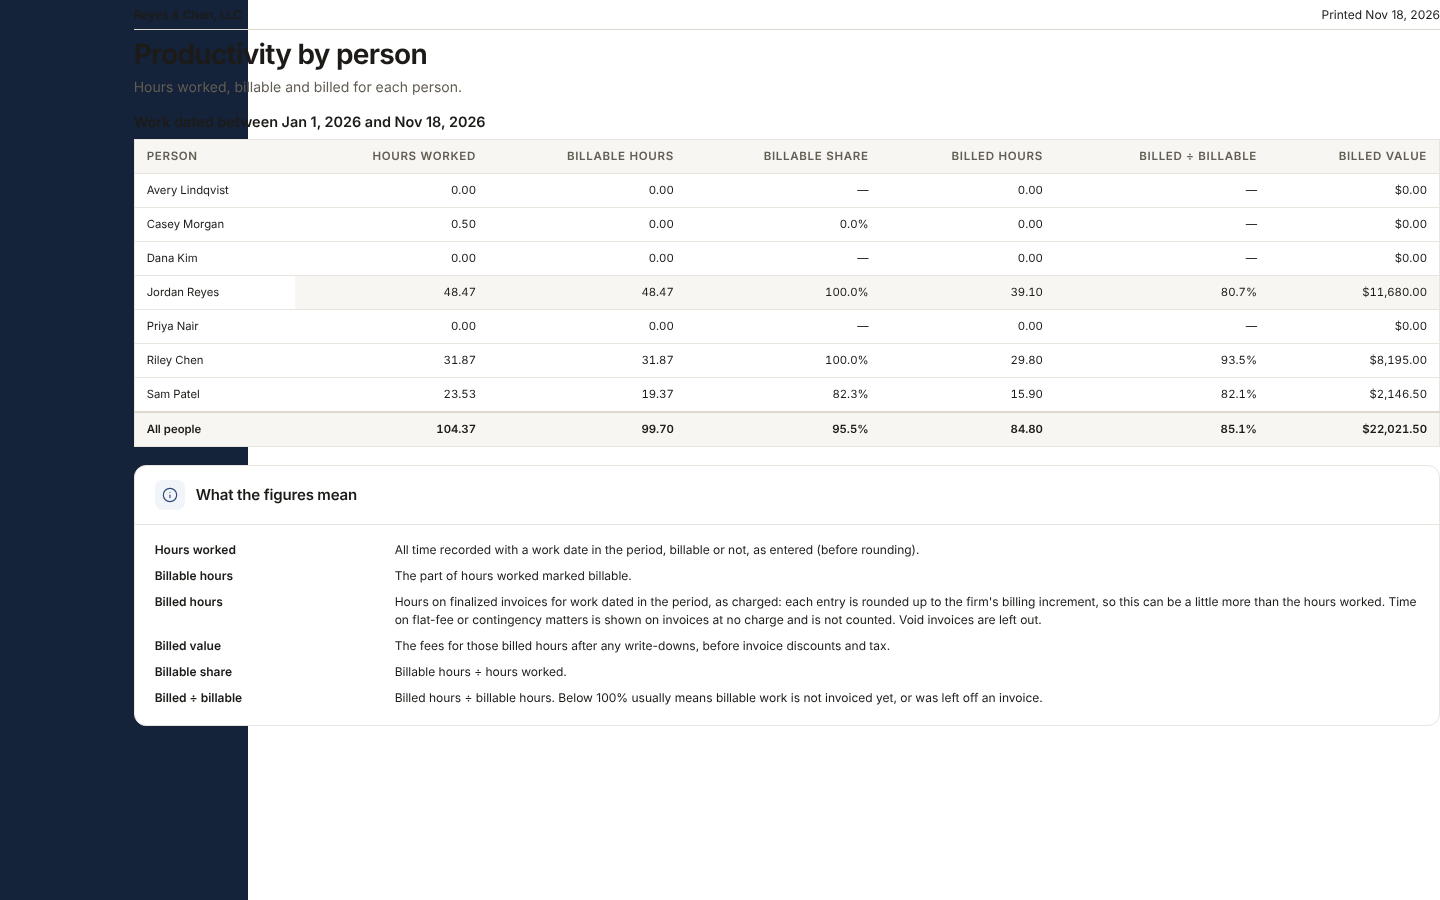 Reyes & Chen, LLC
Printed Nov 18, 2026
Productivity by person
Hours worked, billable and billed for each person.
Work dated between Jan 1, 2026 and Nov 18, 2026
PERSON HOURS WORKED BILLABLE HOURS BILLABLE SHARE BILLED HOURS BILLED ÷ BILLABLE BILLED VALUE
Avery Lindqvist 0.00 0.00 — 0.00 — $0.00
Casey Morgan 0.50 0.00 0.0% 0.00 — $0.00
Dana Kim 0.00 0.00 — 0.00 — $0.00
Jordan Reyes 48.47 48.47 100.0% 39.10 80.7% $11,680.00
Priya Nair 0.00 0.00 — 0.00 — $0.00
Riley Chen 31.87 31.87 100.0% 29.80 93.5% $8,195.00
Sam Patel 23.53 19.37 82.3% 15.90 82.1% $2,146.50
All people 104.37 99.70 95.5% 84.80 85.1% $22,021.50
What the figures mean
Hours worked All time recorded with a work date in the period, billable or not, as entered (before rounding).
Billable hours The part of hours worked marked billable.
Billed hours Hours on finalized invoices for work dated in the period, as charged: each entry is rounded up to the firm's billing increment, so this can be a little more than the hours worked. Time
on flat-fee or contingency matters is shown on invoices at no charge and is not counted. Void invoices are left out.
Billed value The fees for those billed hours after any write-downs, before invoice discounts and tax.
Billable share Billable hours ÷ hours worked.
Billed ÷ billable Billed hours ÷ billable hours. Below 100% usually means billable work is not invoiced yet, or was left off an invoice.